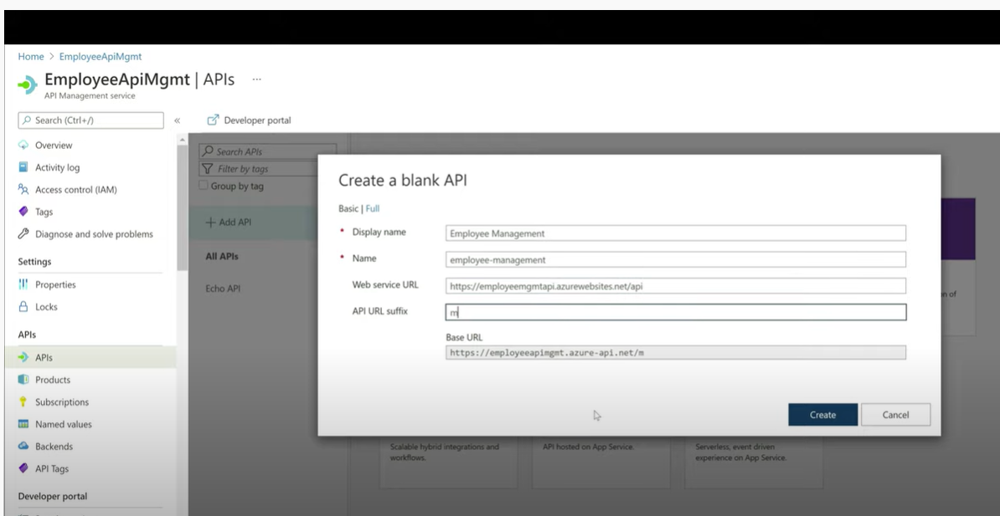 Home > EmployeeApiMgmt
EmployeeApiMgmt | APIs ...
API Management service
Search (Ctrl+/)
«
Developer portal
Overview
Activity log
Access control (IAM)
Tags
Diagnose and solve problems
Settings
Properties
Locks
APIs
APIs
Products
Subscriptions
Named values
Backends
API Tags
Developer portal
Search APIs
Filter by tags
Group by tag
+ Add API
All APIs
Echo API
Create a blank API
Basic | Full
* Display name
Employee Management
* Name
employee-management
Web service URL
https://employeemgmtapi.azurewebsites.net/api
API URL suffix
m
Base URL
https://employeeapimgmt.azure-api.net/m
Create
Cancel
n of
Scalable hybrid integrations and
workflows.
API hosted on App Service.
Serverless, event driven
experience on App Service.